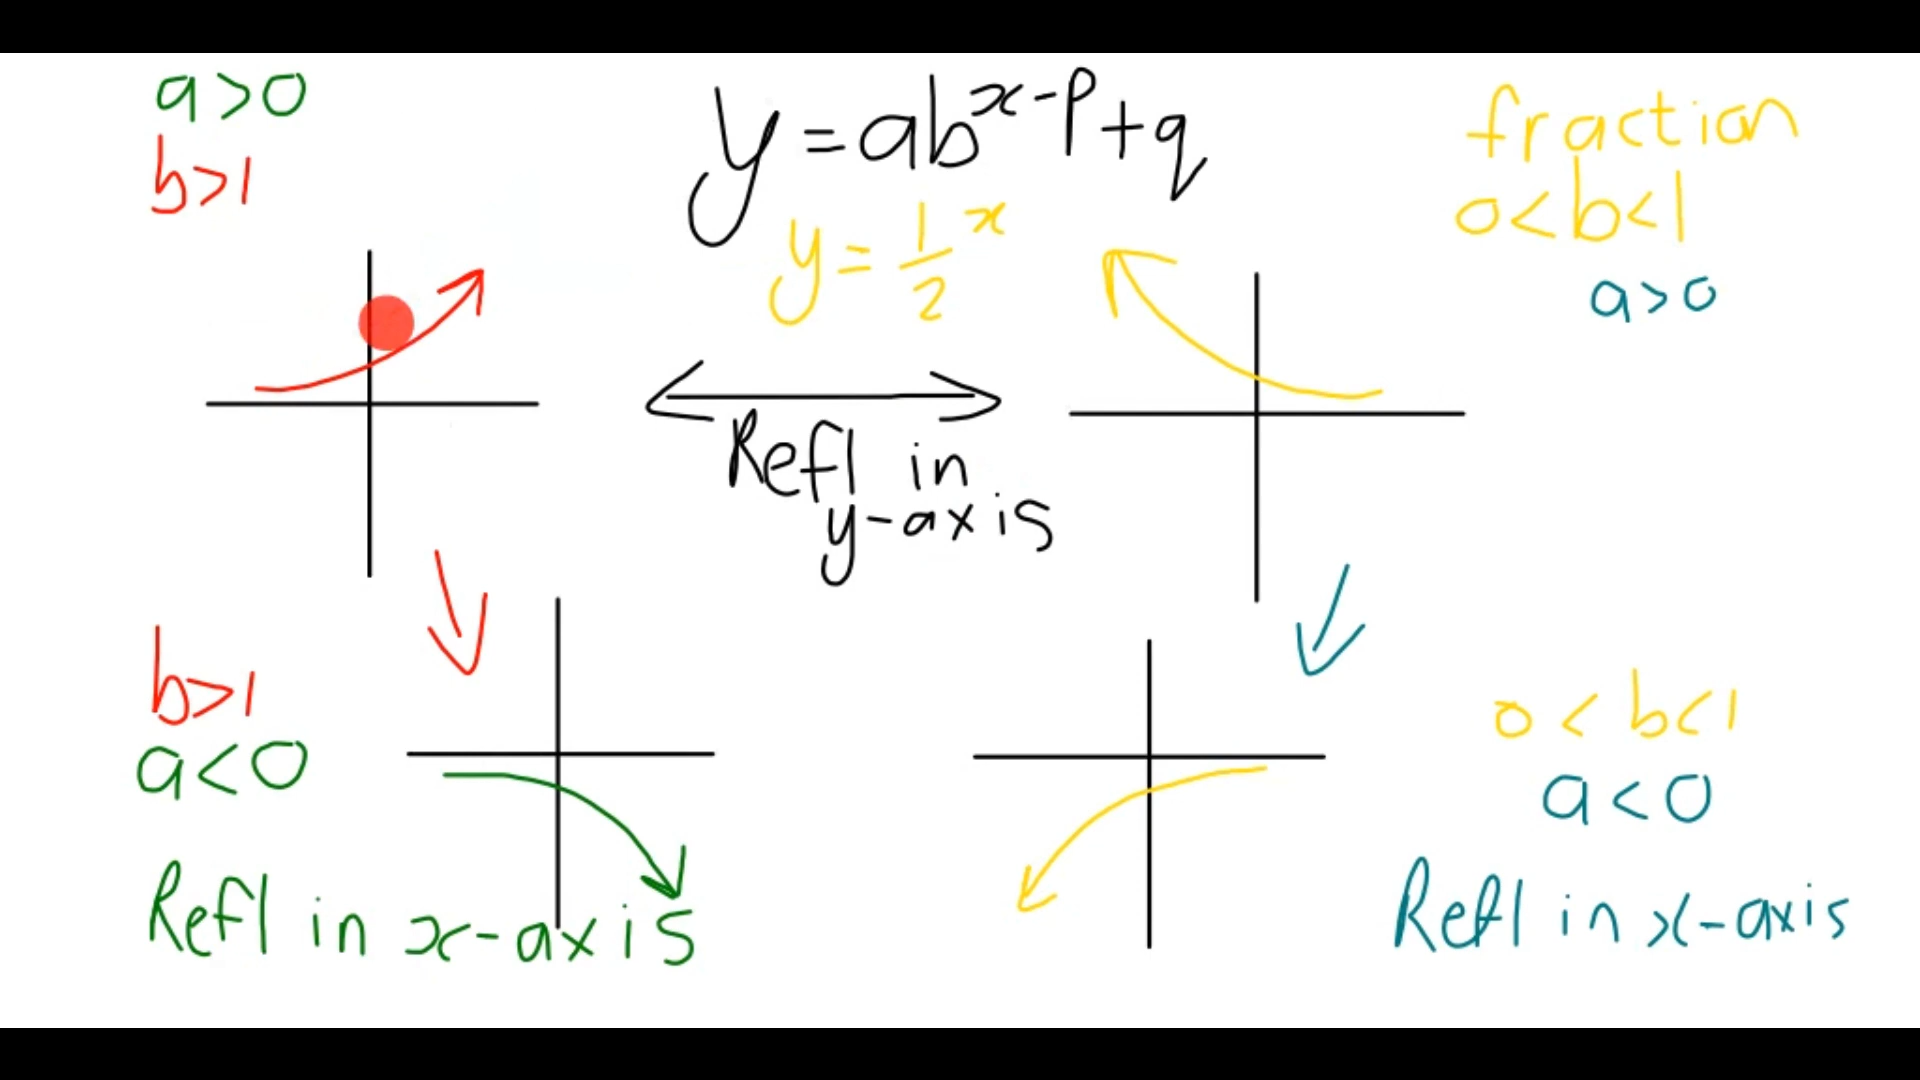 a>0
b>1
y=ab^{x-p}+q
y=\frac{1}{2}^x
fraction
0<b<1
a>0
Refl in
y-axis
b>1
a<0
Refl in x-axis
0<b<1
a<0
Refl in x-axis